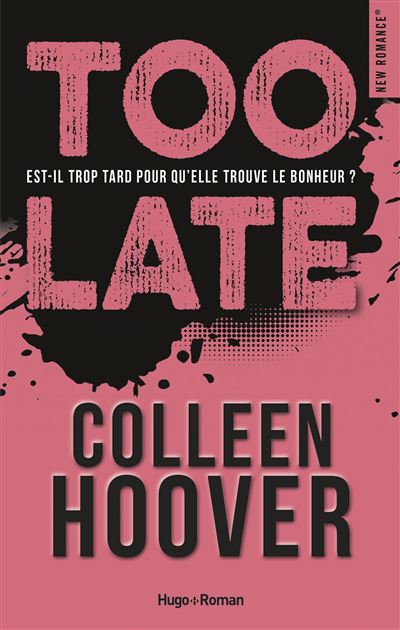 NEW ROMANCE®
TOO
EST-IL TROP TARD POUR QU'ELLE TROUVE LE BONHEUR ?
LATE
COLLEEN
HOOVER
Hugo+Roman